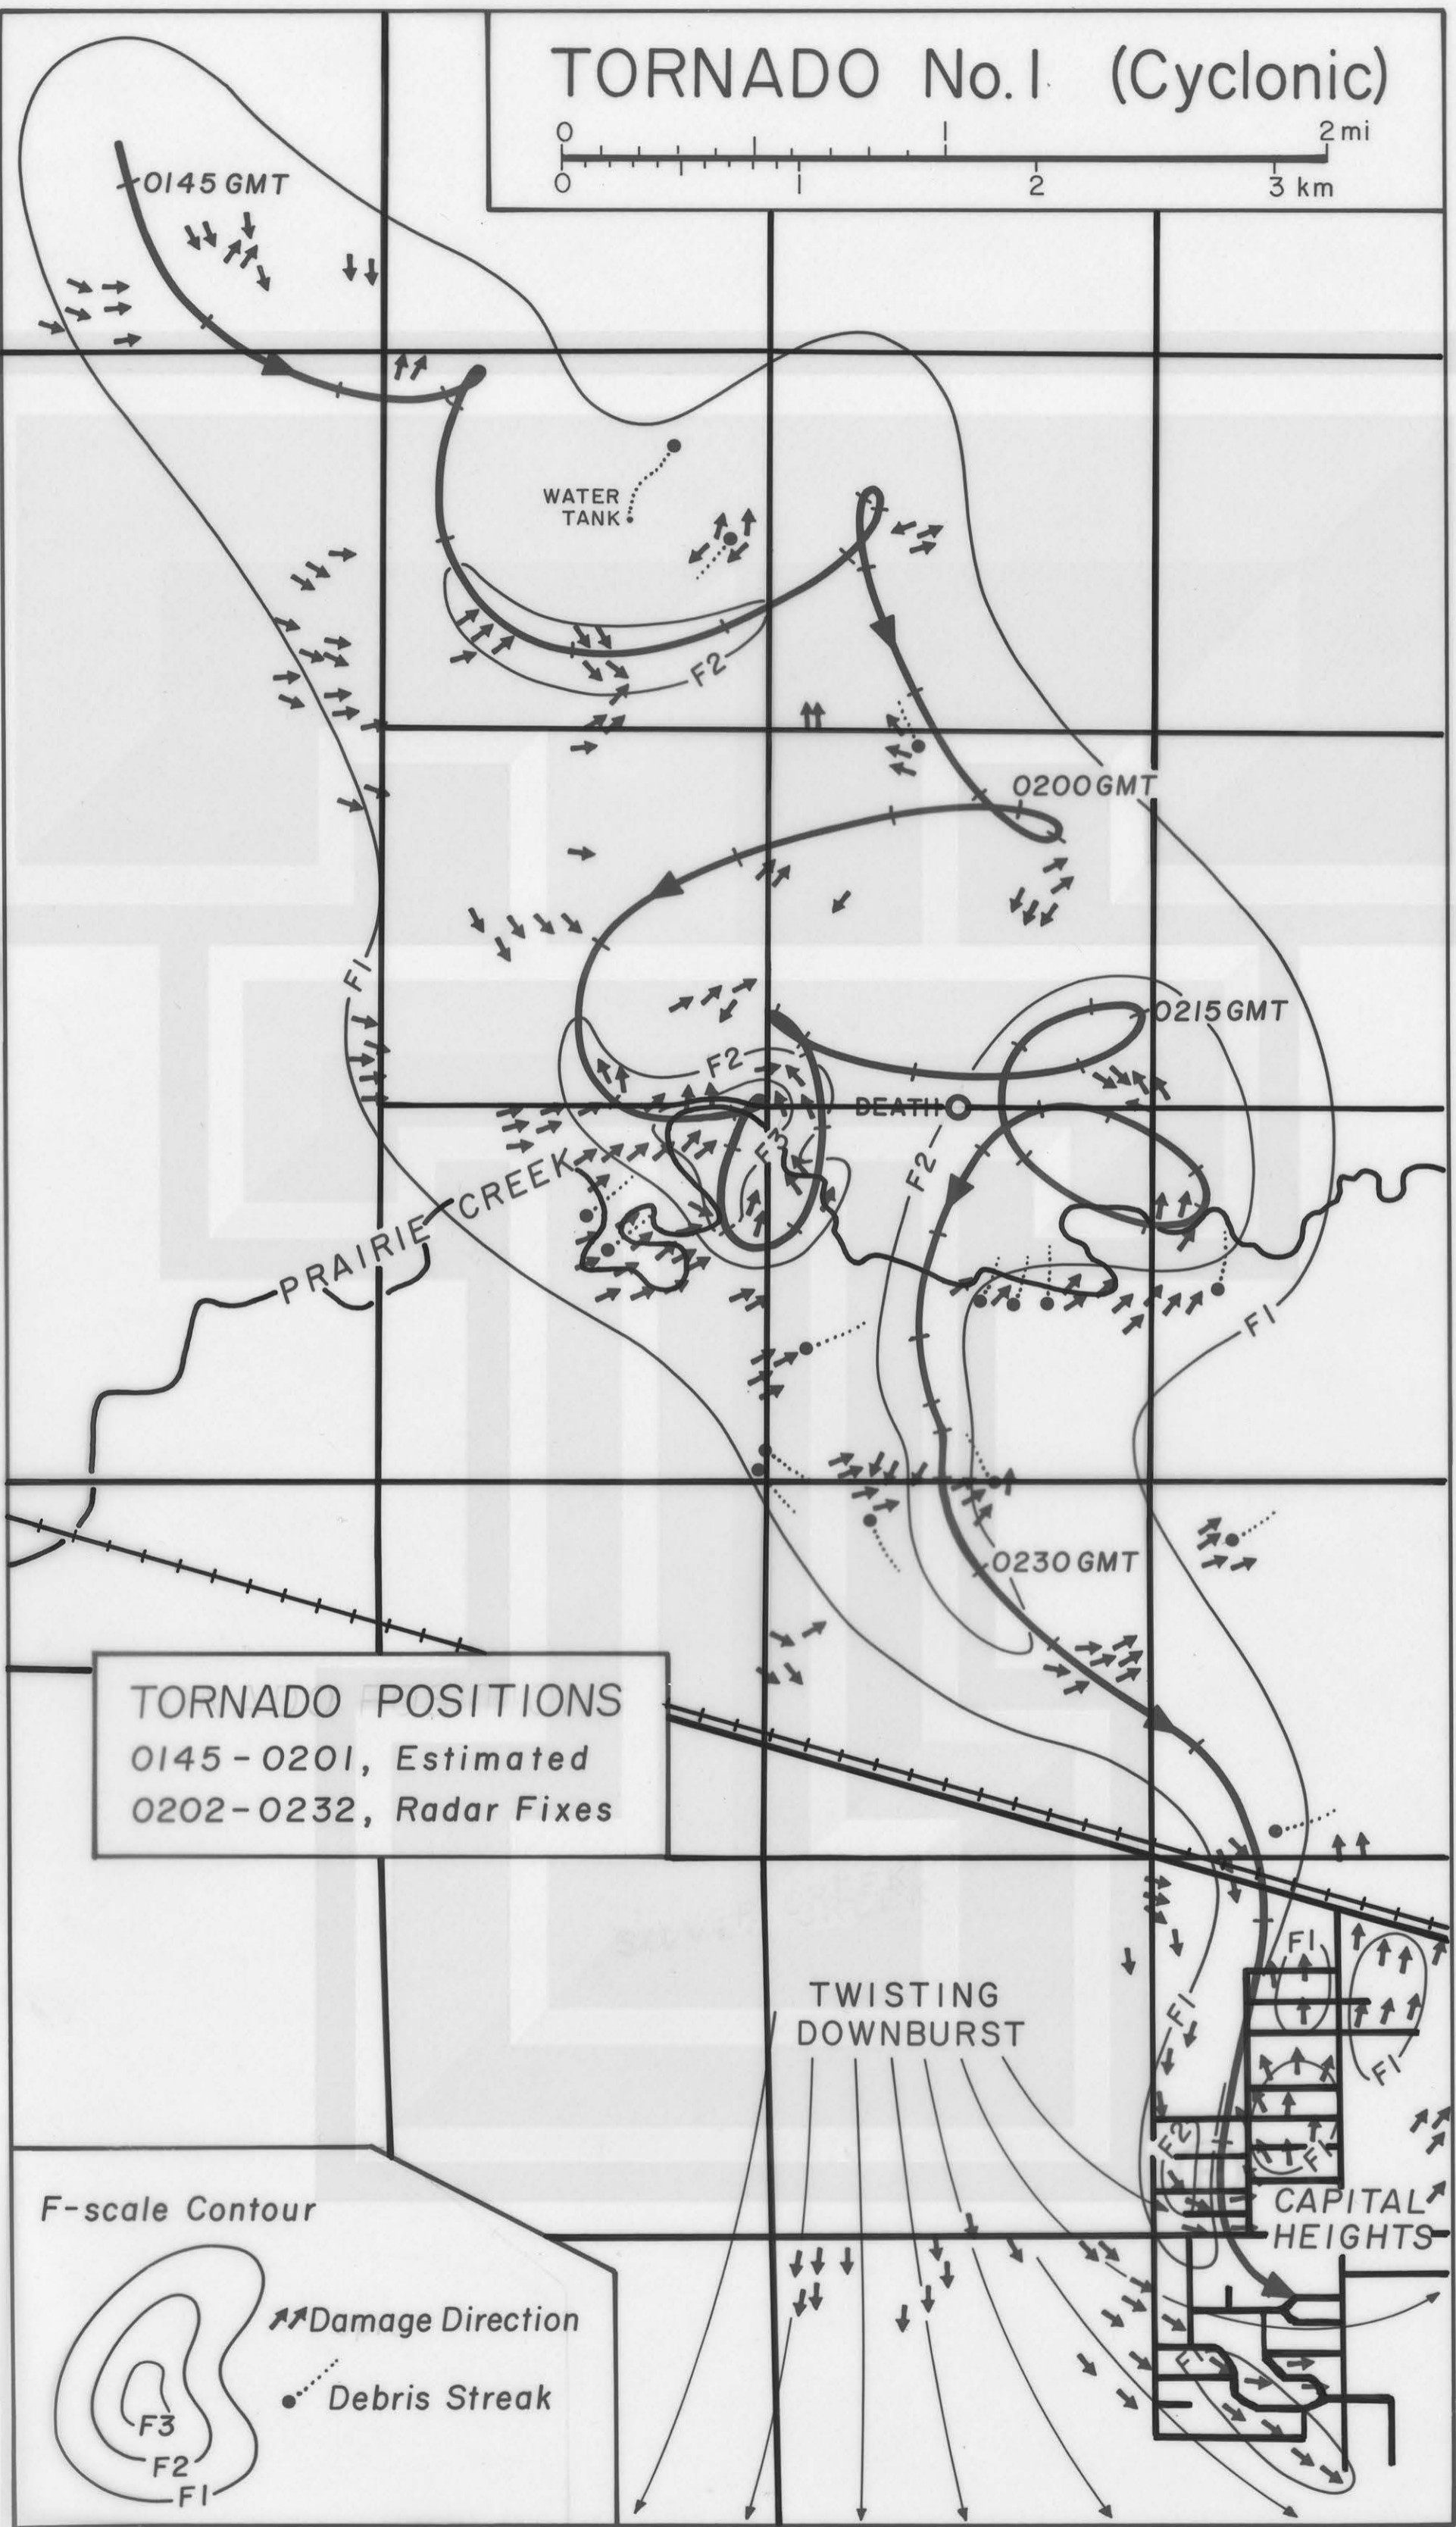 TORNADO No. 1 (Cyclonic)
0 1 2 mi
0 1 2 3 km
0145 GMT
WATER
TANK
F2
0200 GMT
F1
0215 GMT
F2
DEATH
F3
F2
PRAIRIE CREEK
F1
0230 GMT
TORNADO POSITIONS
0145-0201, Estimated
0202-0232, Radar Fixes
F1
TWISTING
DOWNBURST
F1
F1
F2
F1
CAPITAL
HEIGHTS
F1
F-scale Contour
Damage Direction
Debris Streak
F3
F2
F1